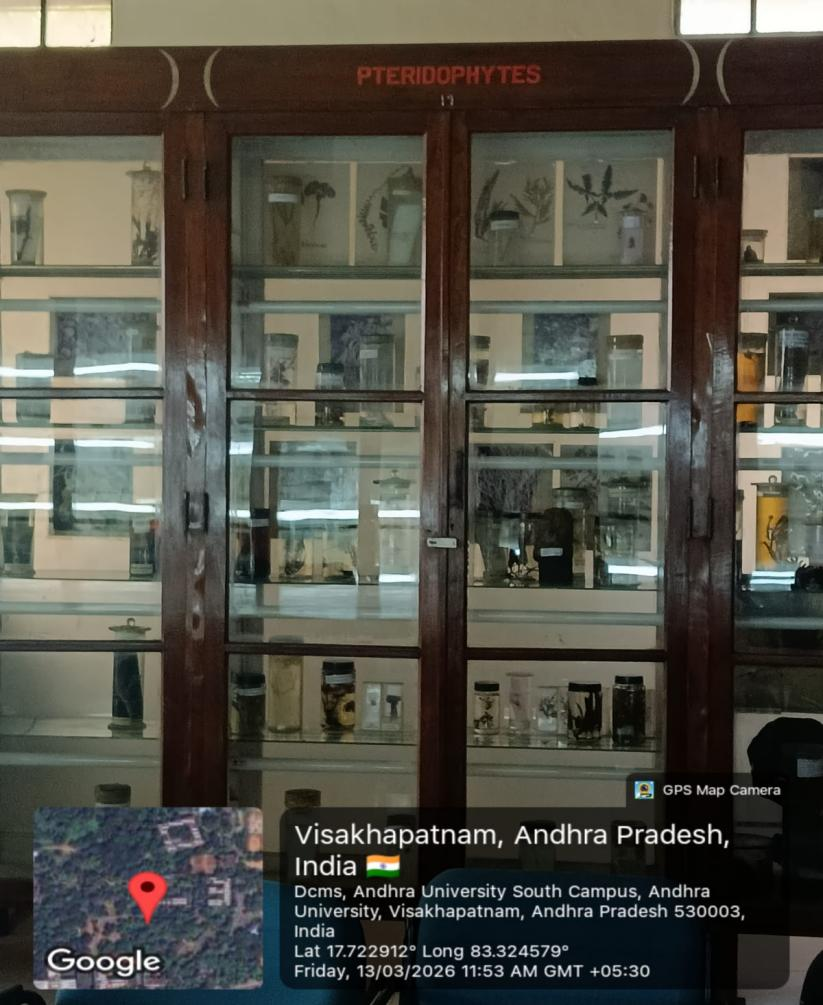 PTERIDOPHYTES
17
GPS Map Camera
Visakhapatnam, Andhra Pradesh,
India 🇮🇳
Dcms, Andhra University South Campus, Andhra
University, Visakhapatnam, Andhra Pradesh 530003,
India
Lat 17.722912° Long 83.324579°
Friday, 13/03/2026 11:53 AM GMT +05:30
Google